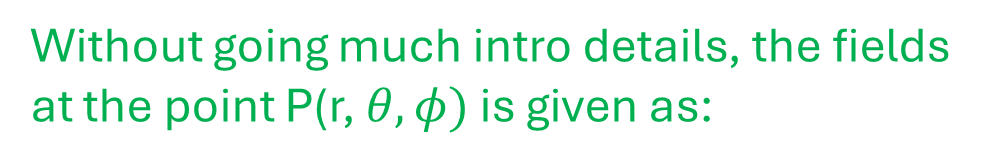 Without going much intro details, the fields
at the point P(r, 𝜃, 𝜙) is given as: